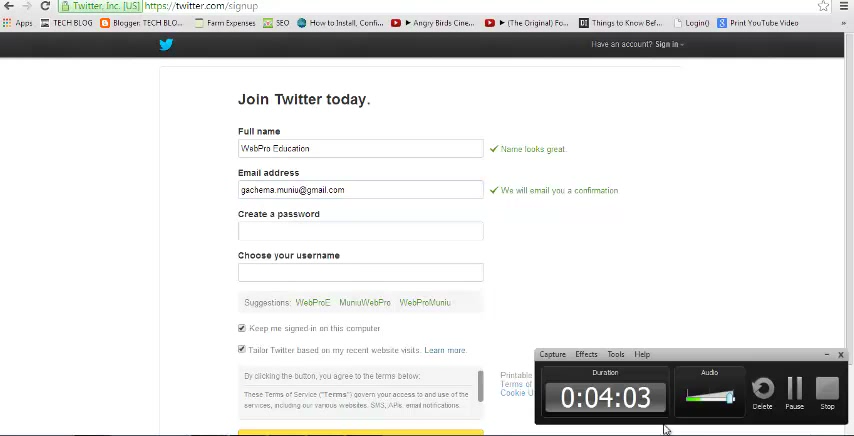 Twitter, Inc. [US] https://twitter.com/signup
Apps TECH BLOG Blogger: TECH BLO... Farm Expenses SEO How to Install, Confi... Angry Birds Cine... (The Original) Fo... Things to Know Bef... Login() Print YouTube Video »
Have an account? Sign in
Join Twitter today.
Full name
WebPro Education
Name looks great.
Email address
gachema.muniu@gmail.com
We will email you a confirmation
Create a password
Choose your username
Suggestions: WebProE MuniuWebPro WebProMuniu
Keep me signed in on this computer
Tailor Twitter based on my recent website visits. Learn more.
By clicking the button, you agree to the terms below:
These Terms of Service ("Terms") govern your access and use of the
services, including our various websites, SMS, APIs, email notifications,
Printable
Terms of
Cookie U
Capture Effects Tools Help
Duration
0:04:03
Audio
Delete Pause Stop